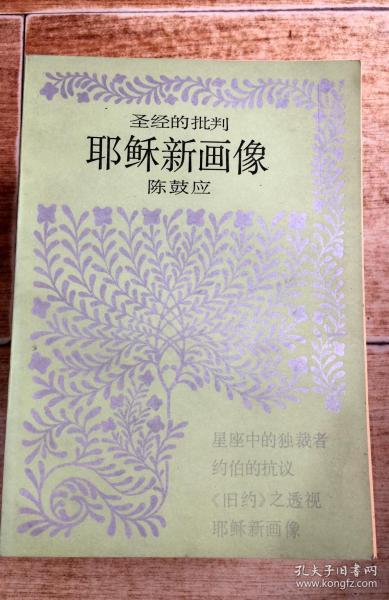 圣经的批判
耶稣新画像
陈鼓应
星座中的独裁者
约伯的抗议
《旧约》之透视
耶稣新画像
孔夫子旧书网
www.kongfz.com